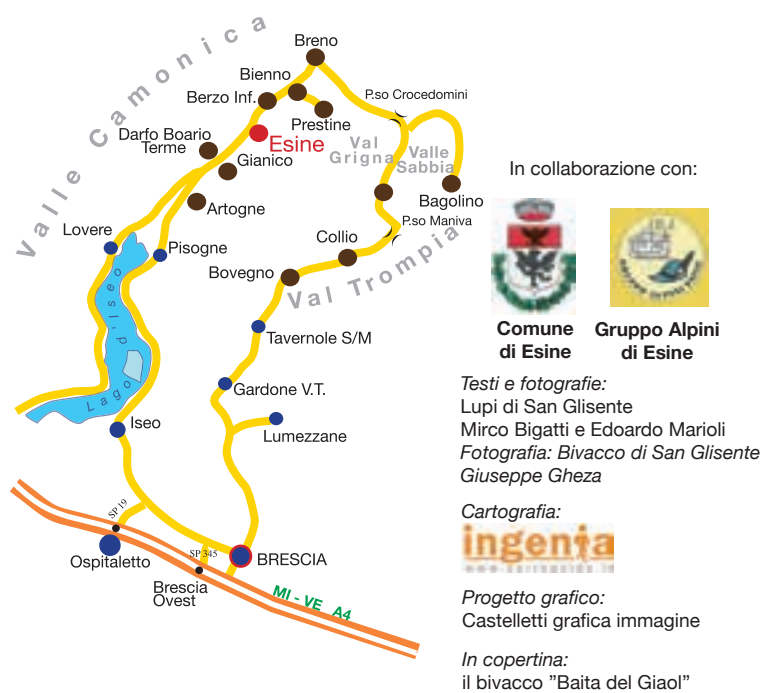 Valle Camonica
Breno
Bienno
P.so Crocedomini
Berzo Inf.
Prestine
Darfo Boario
Terme
Esine
Val
Grigna
Valle
Sabbia
Gianico
Bagolino
Artogne
P.so Maniva
Lovere
Pisogne
Collio
Bovegno
Val Trompia
Lago d'Iseo
Tavernole S/M
Gardone V.T.
Iseo
Lumezzane
SP 19
Ospitaletto
SP 345
BRESCIA
Brescia
Ovest
MI - VE A4
In collaborazione con:
Comune
di Esine
Gruppo Alpini
di Esine
Testi e fotografie:
Lupi di San Glisente
Mirco Bigatti e Edoardo Marioli
Fotografia: Bivacco di San Glisente
Giuseppe Gheza
Cartografia:
ingenia
Progetto grafico:
Castelletti grafica immagine
In copertina:
il bivacco ”Baita del Giaol”